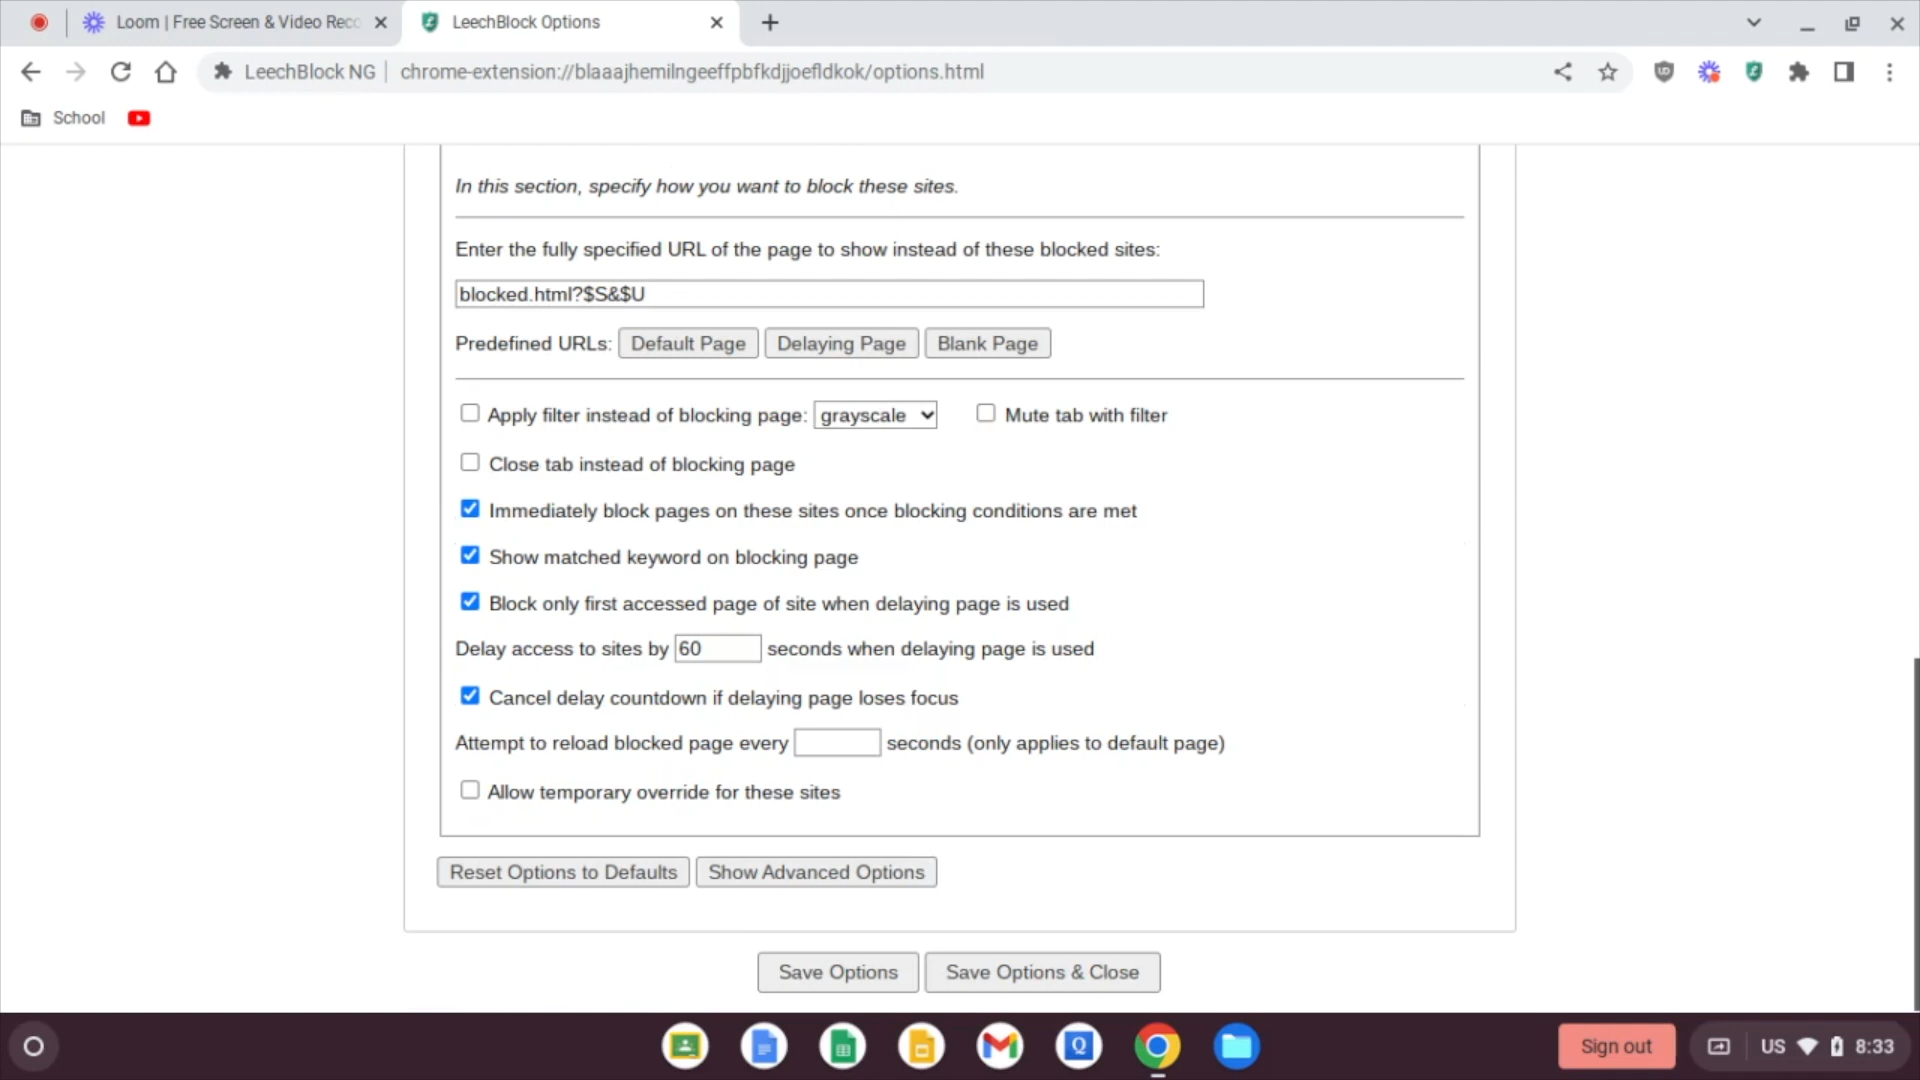 Loom | Free Screen & Video Reco
LeechBlock Options
LeechBlock NG | chrome-extension://blaaajhemilngeeffpbfkdjjoefldkok/options.html
School
In this section, specify how you want to block these sites.
Enter the fully specified URL of the page to show instead of these blocked sites:
blocked.html?$S&$U
Predefined URLs: Default Page Delaying Page Blank Page
Apply filter instead of blocking page: grayscale Mute tab with filter
Close tab instead of blocking page
Immediately block pages on these sites once blocking conditions are met
Show matched keyword on blocking page
Block only first accessed page of site when delaying page is used
Delay access to sites by 60 seconds when delaying page is used
Cancel delay countdown if delaying page loses focus
Attempt to reload blocked page every seconds (only applies to default page)
Allow temporary override for these sites
Reset Options to Defaults Show Advanced Options
Save Options Save Options & Close
Sign out US 8:33